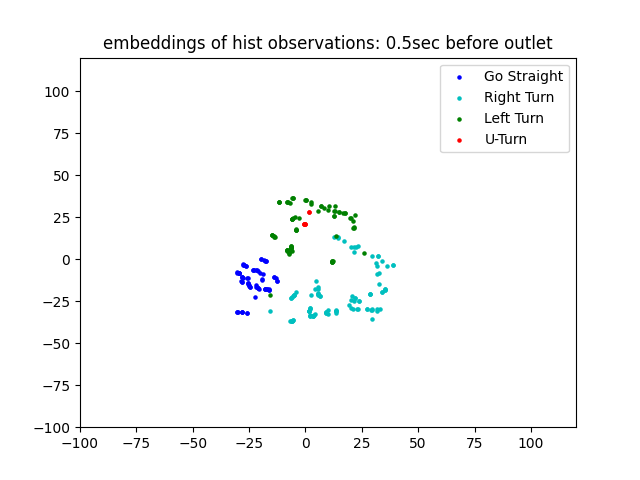 embeddings of hist observations: 0.5sec before outlet
Go Straight
Right Turn
Left Turn
U-Turn
100
75
50
25
0
−25
−50
−75
−100
−100 −75 −50 −25 0 25 50 75 100